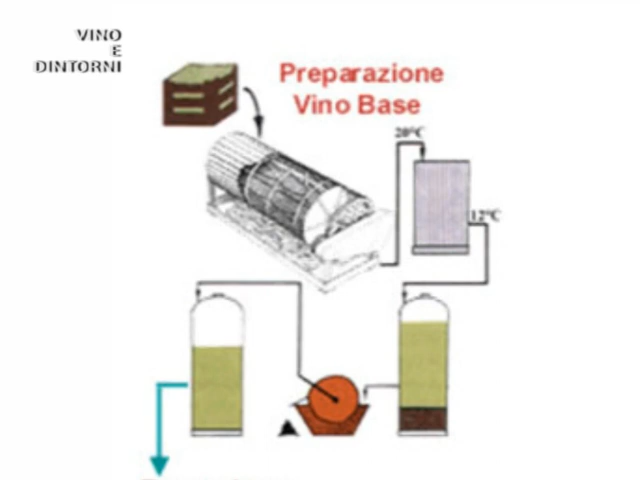 VINO
E
DINTORNI
Preparazione
Vino Base
20°C
12°C